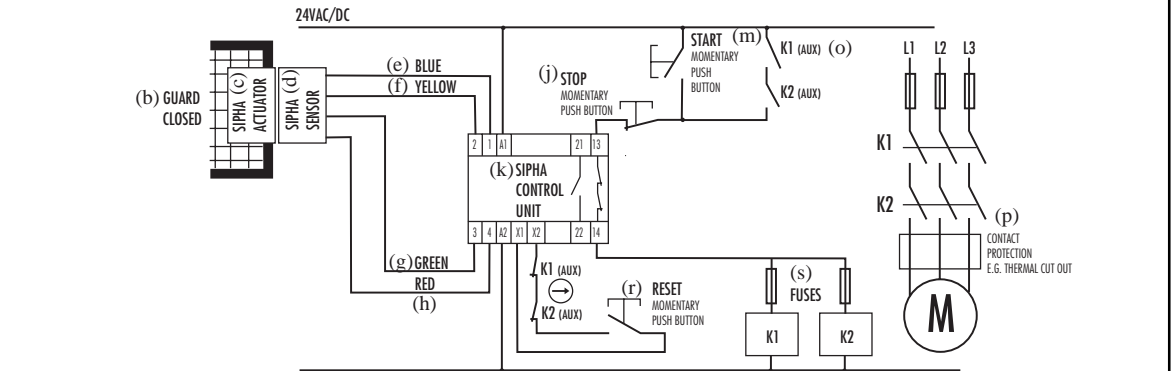 24VAC/DC
(b) GUARD
CLOSED
SIPHA (c)
ACTUATOR
SIPHA (d)
SENSOR
(e) BLUE
(f) YELLOW
(g) GREEN
RED
(h)
(j) STOP
MOMENTARY
PUSH BUTTON
START (m)
MOMENTARY
PUSH
BUTTON
K1 (AUX) (o)
K2 (AUX)
L1 L2 L3
2 1 A1 21 13
(k) SIPHA
CONTROL
UNIT
3 4 A2 X1 X2 22 14
K1 (AUX)
K2 (AUX)
(r) RESET
MOMENTARY
PUSH BUTTON
(s)
FUSES
K1
K2
K1
K2
(p)
CONTACT
PROTECTION
E.G. THERMAL CUT OUT
M